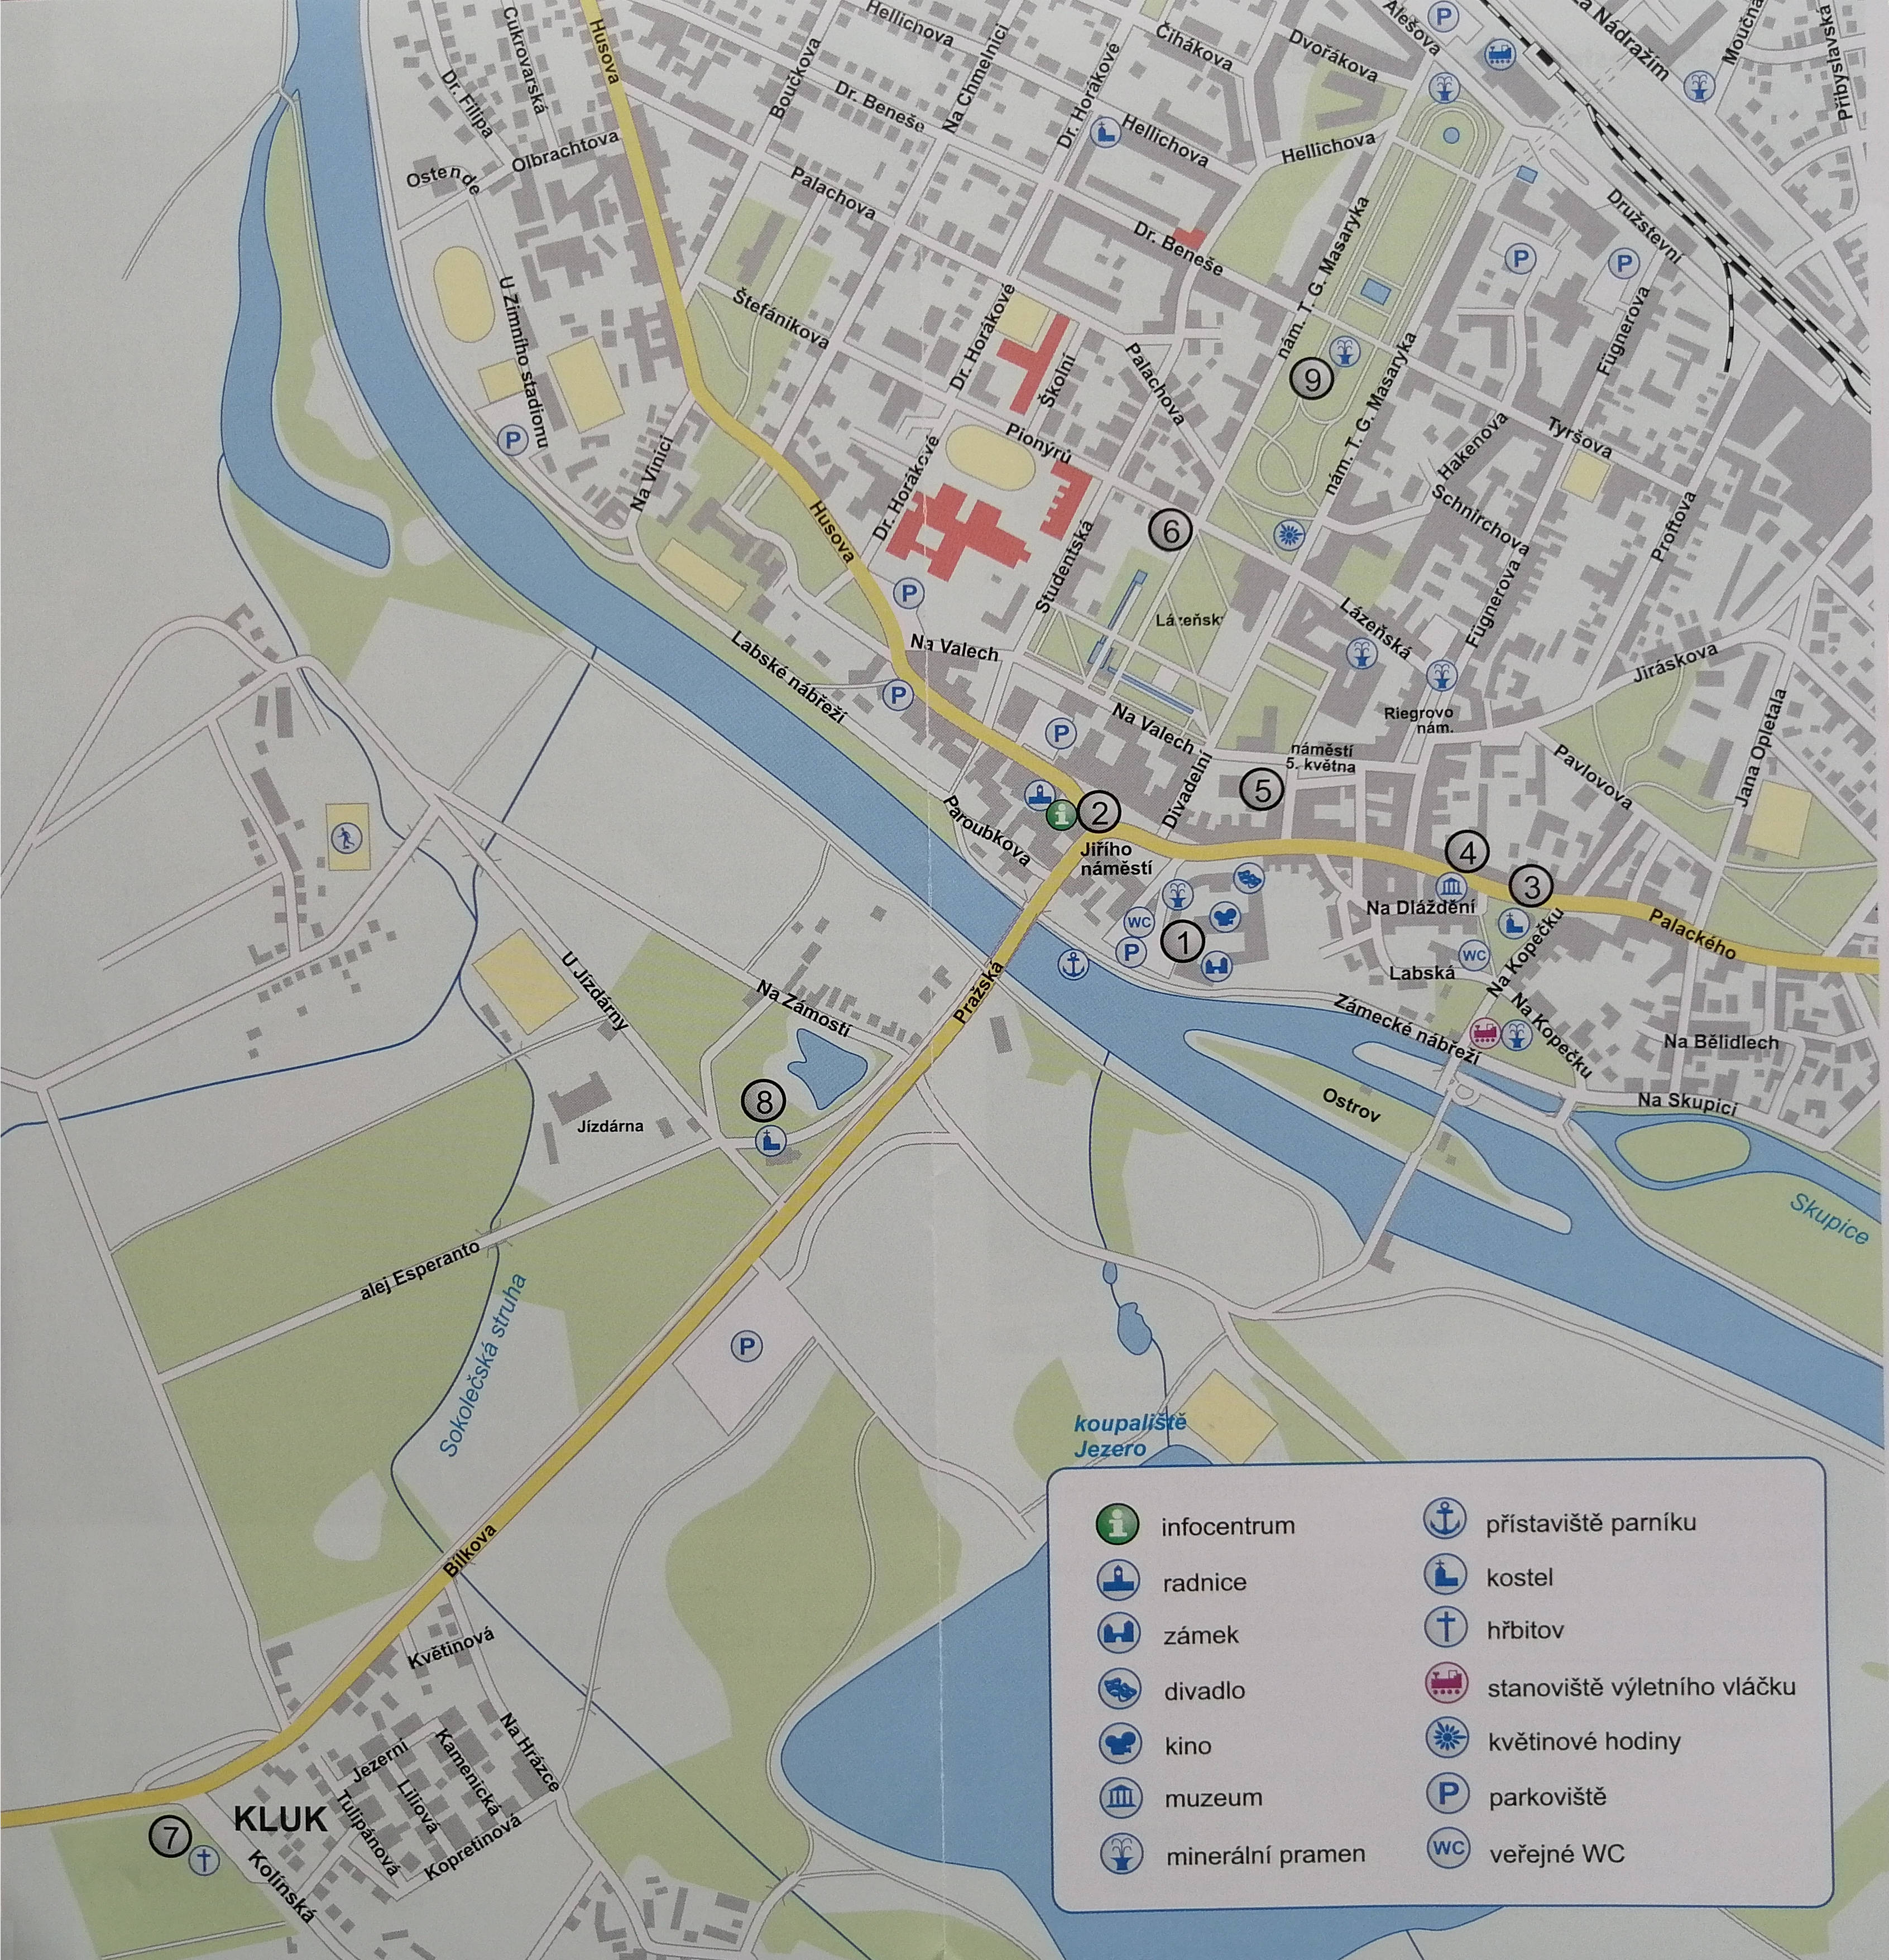 Husova
Cukrovarská
Dr. Filipa
Olbrachtova
Ostende
U Zimního stadionu
Boučkova
Hellichova
Na Chmelnici
Dr. Beneše
Palachova
Dr. Horákové
Čihákova
Dvořákova
Alešova
P
Za Nádražím
Moučná
Přibyslavská
Hellichova
Hellichova
Dr. Beneše
nám. T. G. Masaryka
Družstevní
P
P
Fügnerova
Štefánikova
Dr. Horákové
Školní
Palachova
9
nám. T. G. Masaryka
P
Na Vinici
Husova
Dr. Horákové
Pionýrů
Hakenova
Tyršova
Schnirchova
Proftova
6
Studentská
P
Na Valech
Labské nábřeží
P
Lázeňská
Fügnerova
Jiráskova
Riegrovo
nám.
Na Valech
P
náměstí
5. května
Divadelní
5
Pavlovova
Jana Opletala
i
2
Jiřího
náměstí
Paroubkova
4
3
Na Dláždění
Palackého
WC
P
1
WC
Labská
Na Kopečku
Zámecké nábřeží
Na Kopečku
Na Bělidlech
Na Skupici
Ostrov
Skupice
U Jízdárny
Na Zámostí
Pražská
8
Jízdárna
alej Esperanto
Sokolečská struha
P
koupaliště
Jezero
Bílkova
Květinová
Na Hrázce
Jezerní
Kamenická
Liliová
Tulipánová
Kopretinová
KLUK
7
Kolínská
i infocentrum
radnice
zámek
divadlo
kino
muzeum
minerální pramen
přístaviště parníku
kostel
hřbitov
stanoviště výletního vláčku
květinové hodiny
P parkoviště
WC veřejné WC